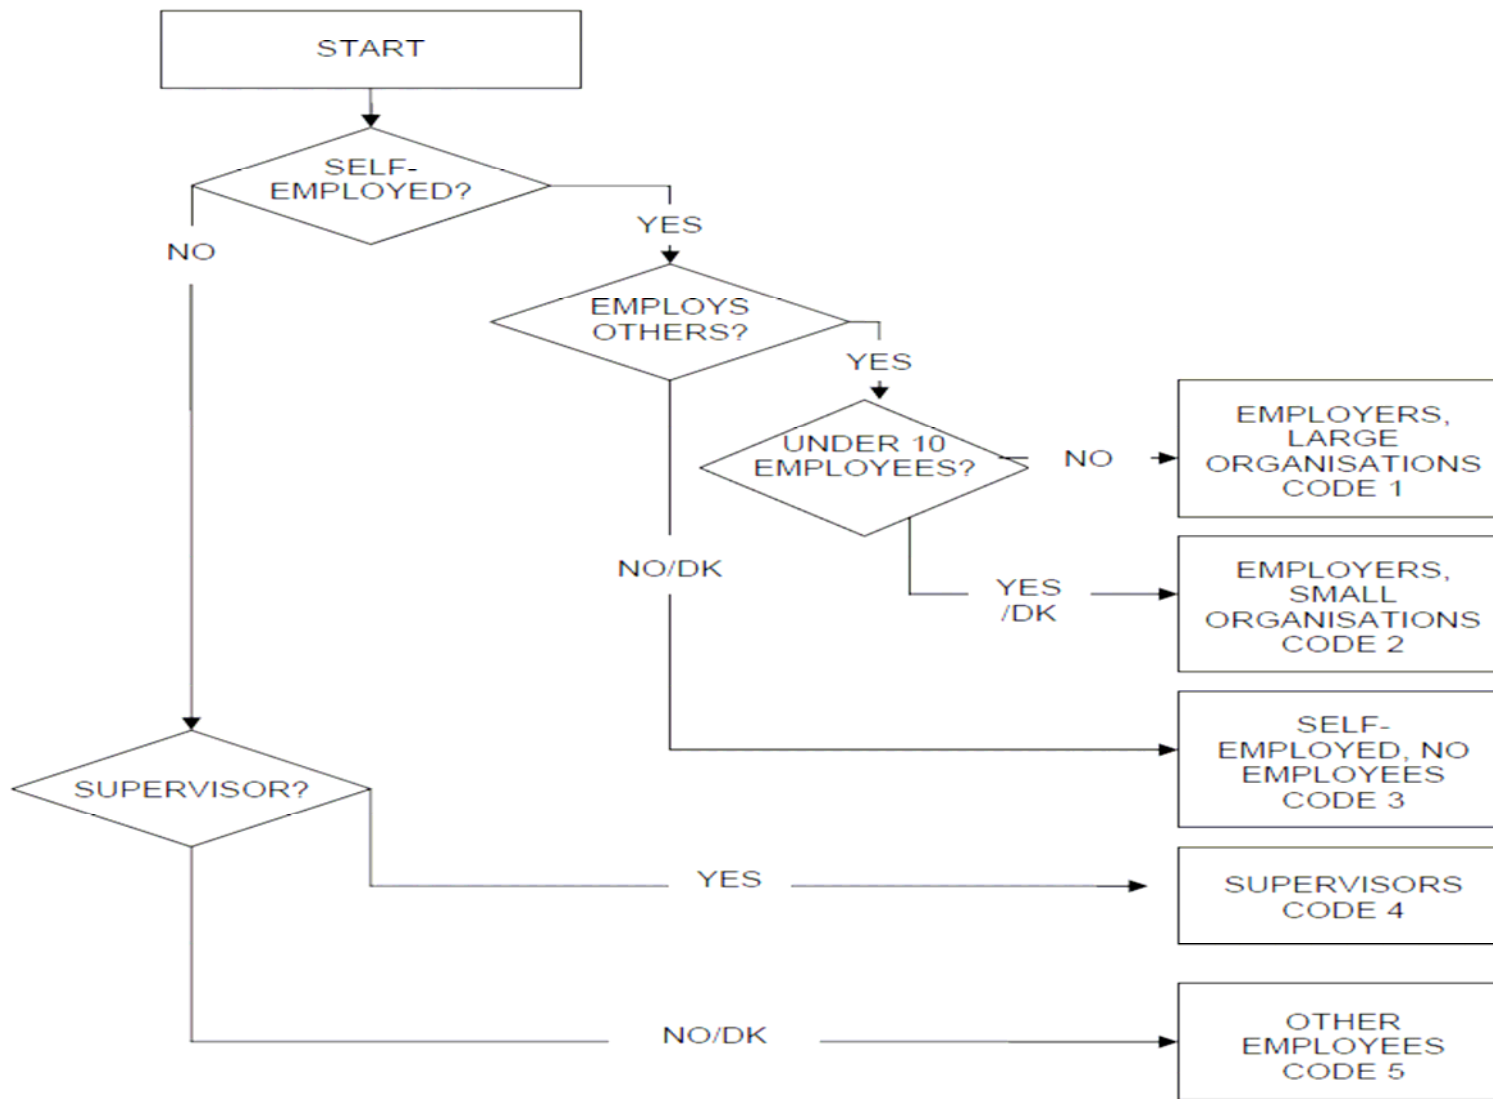 START
SELF-
EMPLOYED?
YES
NO
EMPLOYS
OTHERS?
YES
UNDER 10
EMPLOYEES?
NO
EMPLOYERS,
LARGE
ORGANISATIONS
CODE 1
NO/DK
YES
/DK
EMPLOYERS,
SMALL
ORGANISATIONS
CODE 2
SELF-
EMPLOYED, NO
EMPLOYEES
CODE 3
SUPERVISOR?
YES
SUPERVISORS
CODE 4
NO/DK
OTHER
EMPLOYEES
CODE 5